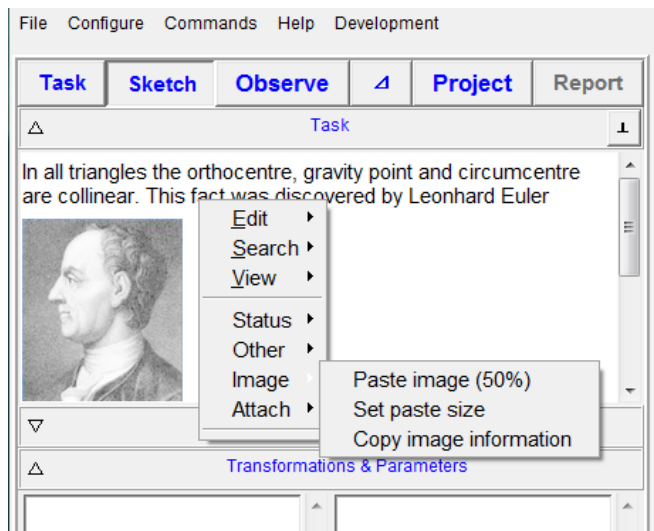 File Configure Commands Help Development
Task Sketch Observe ⊿ Project Report
Task
In all triangles the orthocentre, gravity point and circumcentre
are collinear. This fact was discovered by Leonhard Euler
Edit
Search
View
Status
Other
Image
Attach
Paste image (50%)
Set paste size
Copy image information
Transformations & Parameters